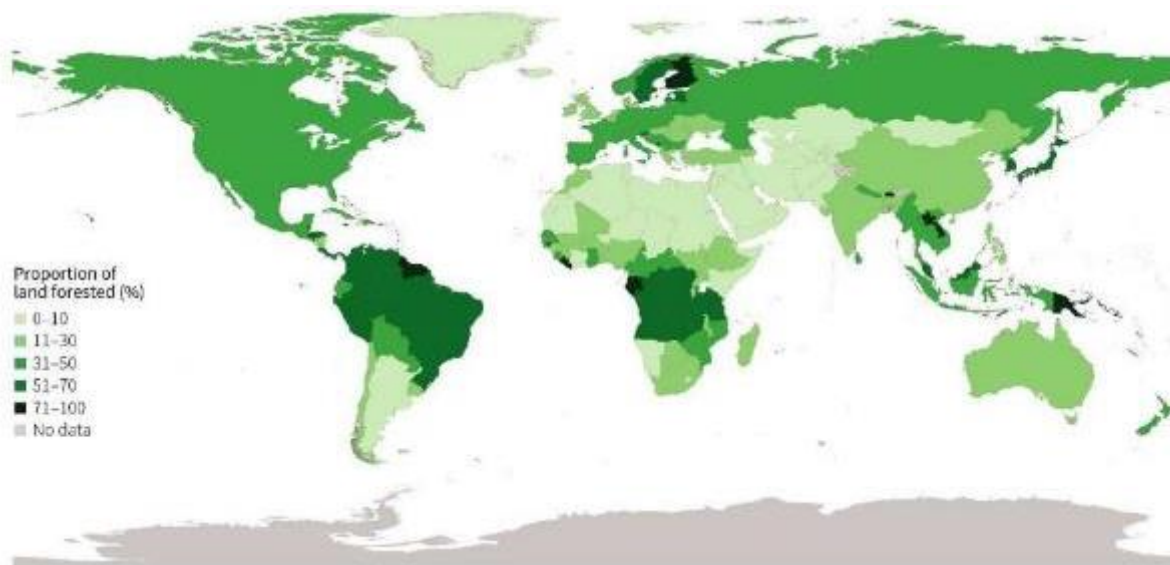 Proportion of
land forested (%)
0–10
11–30
31–50
51–70
71–100
No data